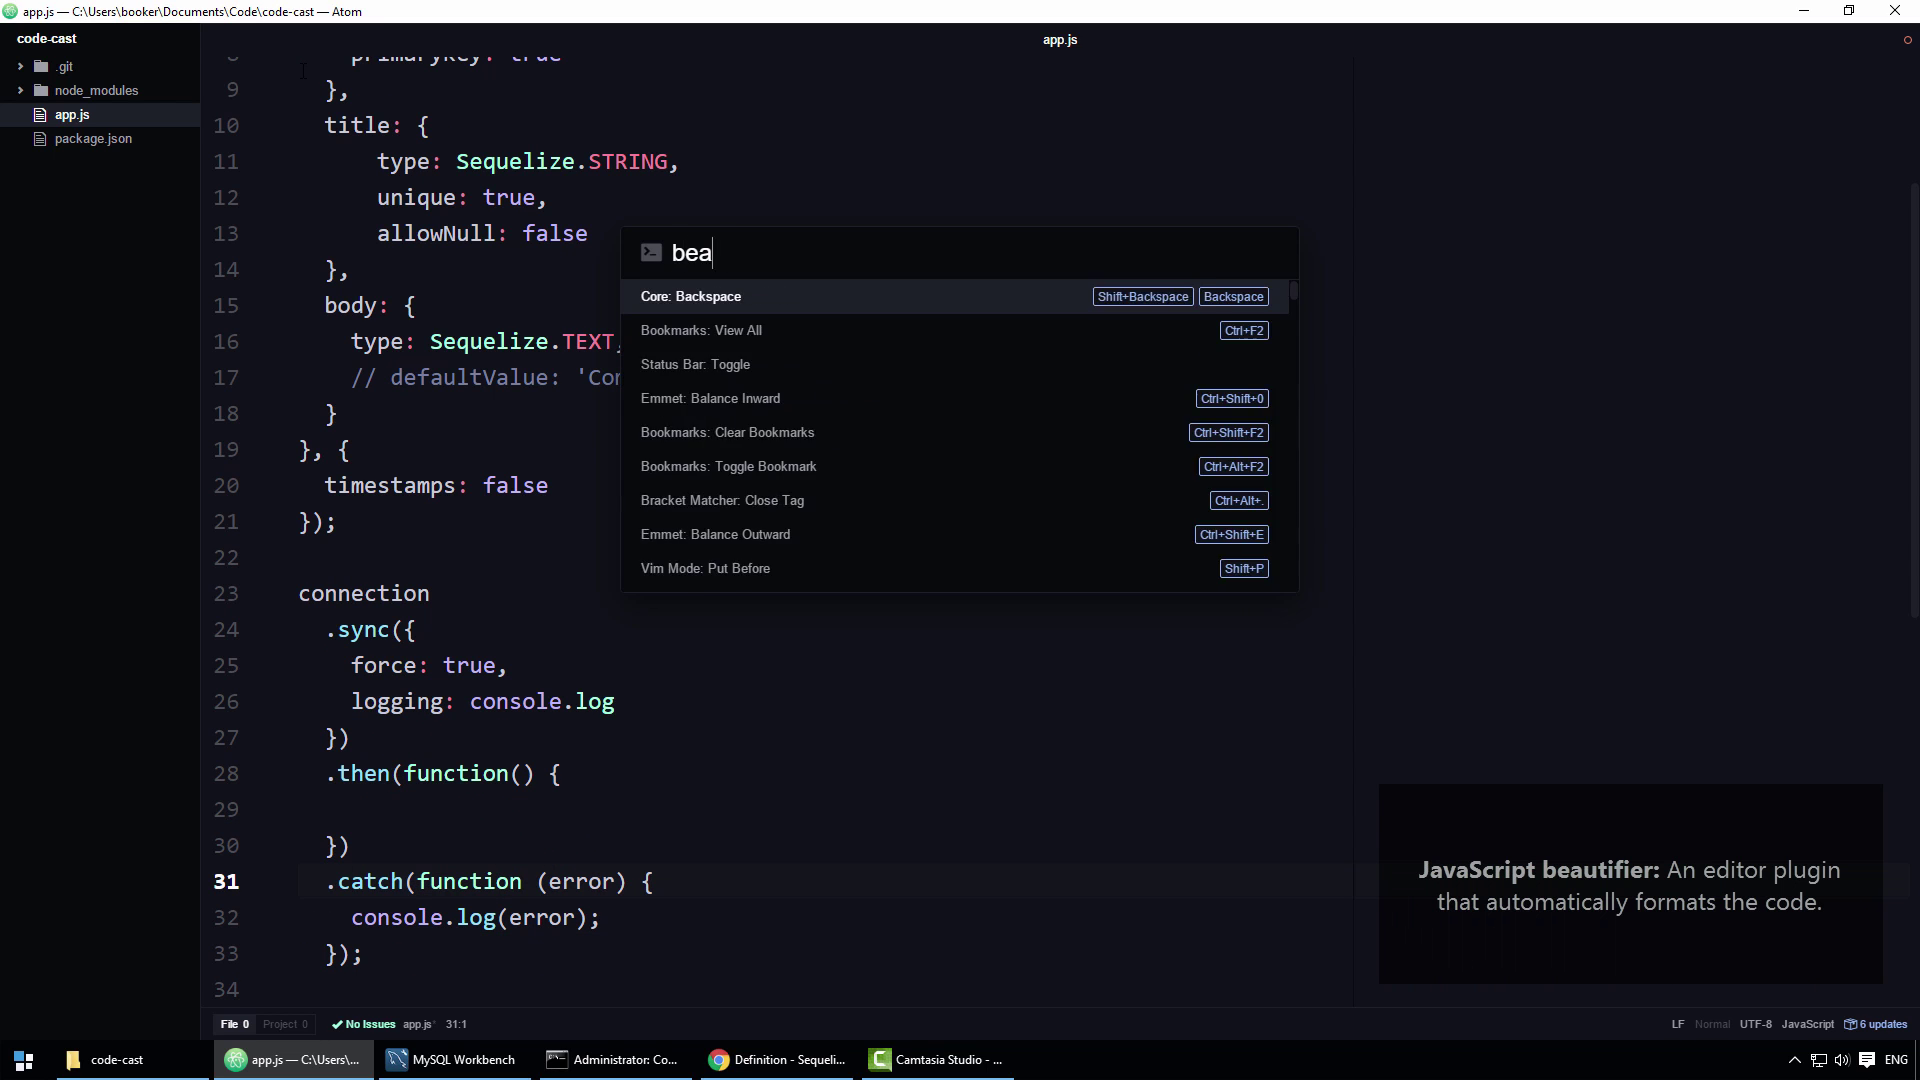 app.js — C:\Users\booker\Documents\Code\code-cast — Atom
code-cast
.git
node_modules
app.js
package.json
app.js
8 primaryKey: true
9 },
10 title: {
11 type: Sequelize.STRING,
12 unique: true,
13 allowNull: false
14 },
15 body: {
16 type: Sequelize.TEXT,
17 // defaultValue: 'Co
18 }
19 }, {
20 timestamps: false
21 });
22
23 connection
24 .sync({
25 force: true,
26 logging: console.log
27 })
28 .then(function() {
29
30 })
31 .catch(function (error) {
32 console.log(error);
33 });
34
bea
Core: Backspace Shift+Backspace Backspace
Bookmarks: View All Ctrl+F2
Status Bar: Toggle
Emmet: Balance Inward Ctrl+Shift+0
Bookmarks: Clear Bookmarks Ctrl+Shift+F2
Bookmarks: Toggle Bookmark Ctrl+Alt+F2
Bracket Matcher: Close Tag Ctrl+Alt+.
Emmet: Balance Outward Ctrl+Shift+E
Vim Mode: Put Before Shift+P
JavaScript beautifier: An editor plugin
that automatically formats the code.
File 0 Project 0 No Issues app.js* 31:1 LF Normal UTF-8 JavaScript 6 updates
code-cast app.js — C:\Users\... MySQL Workbench Administrator: Co... Definition - Sequeli... Camtasia Studio - ... ENG